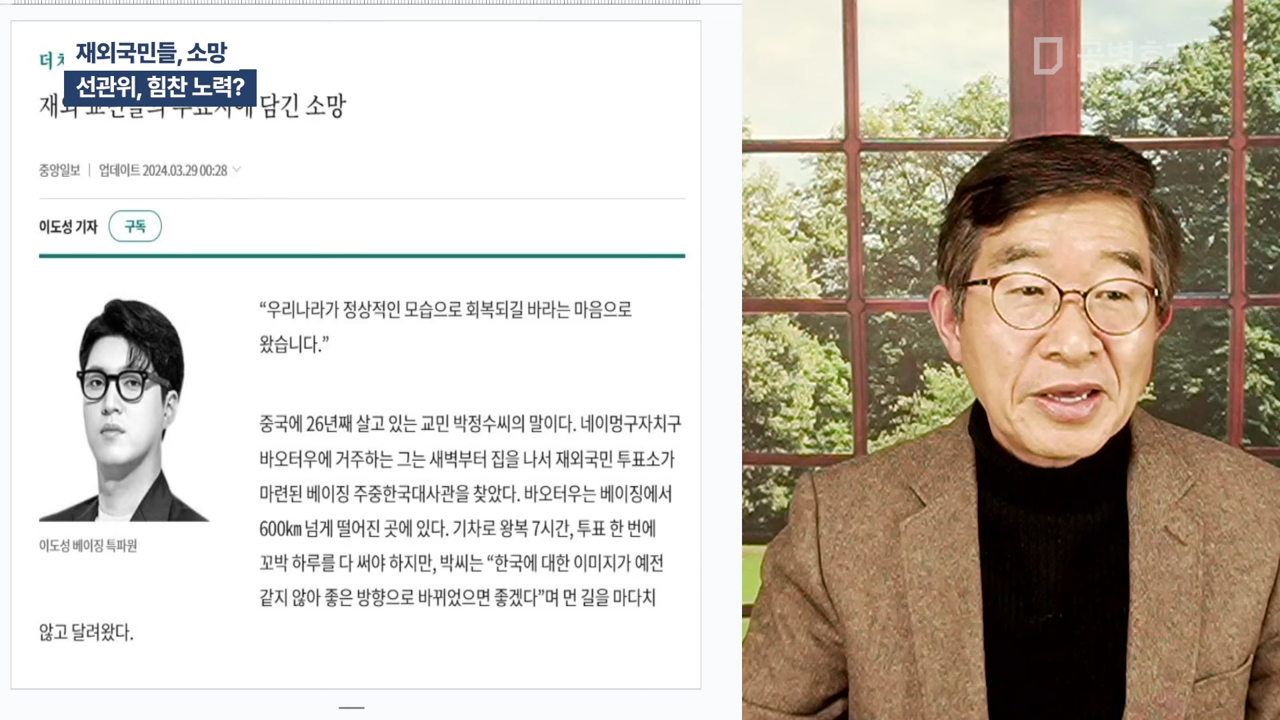 재외국민들, 소망
선관위, 힘찬 노력?
더차
재외 교민들의 투표지에 담긴 소망
중앙일보 | 업데이트 2024.03.29 00:28
이도성 기자 구독
“우리나라가 정상적인 모습으로 회복되길 바라는 마음으로
왔습니다.”
중국에 26년째 살고 있는 교민 박정수씨의 말이다. 네이멍구자치구
바오터우에 거주하는 그는 새벽부터 집을 나서 재외국민 투표소가
마련된 베이징 주중한국대사관을 찾았다. 바오터우는 베이징에서
600㎞ 넘게 떨어진 곳에 있다. 기차로 왕복 7시간, 투표 한 번에
꼬박 하루를 다 써야 하지만, 박씨는 “한국에 대한 이미지가 예전
같지 않아 좋은 방향으로 바뀌었으면 좋겠다”며 먼 길을 마다치
않고 달려왔다.
이도성 베이징 특파원